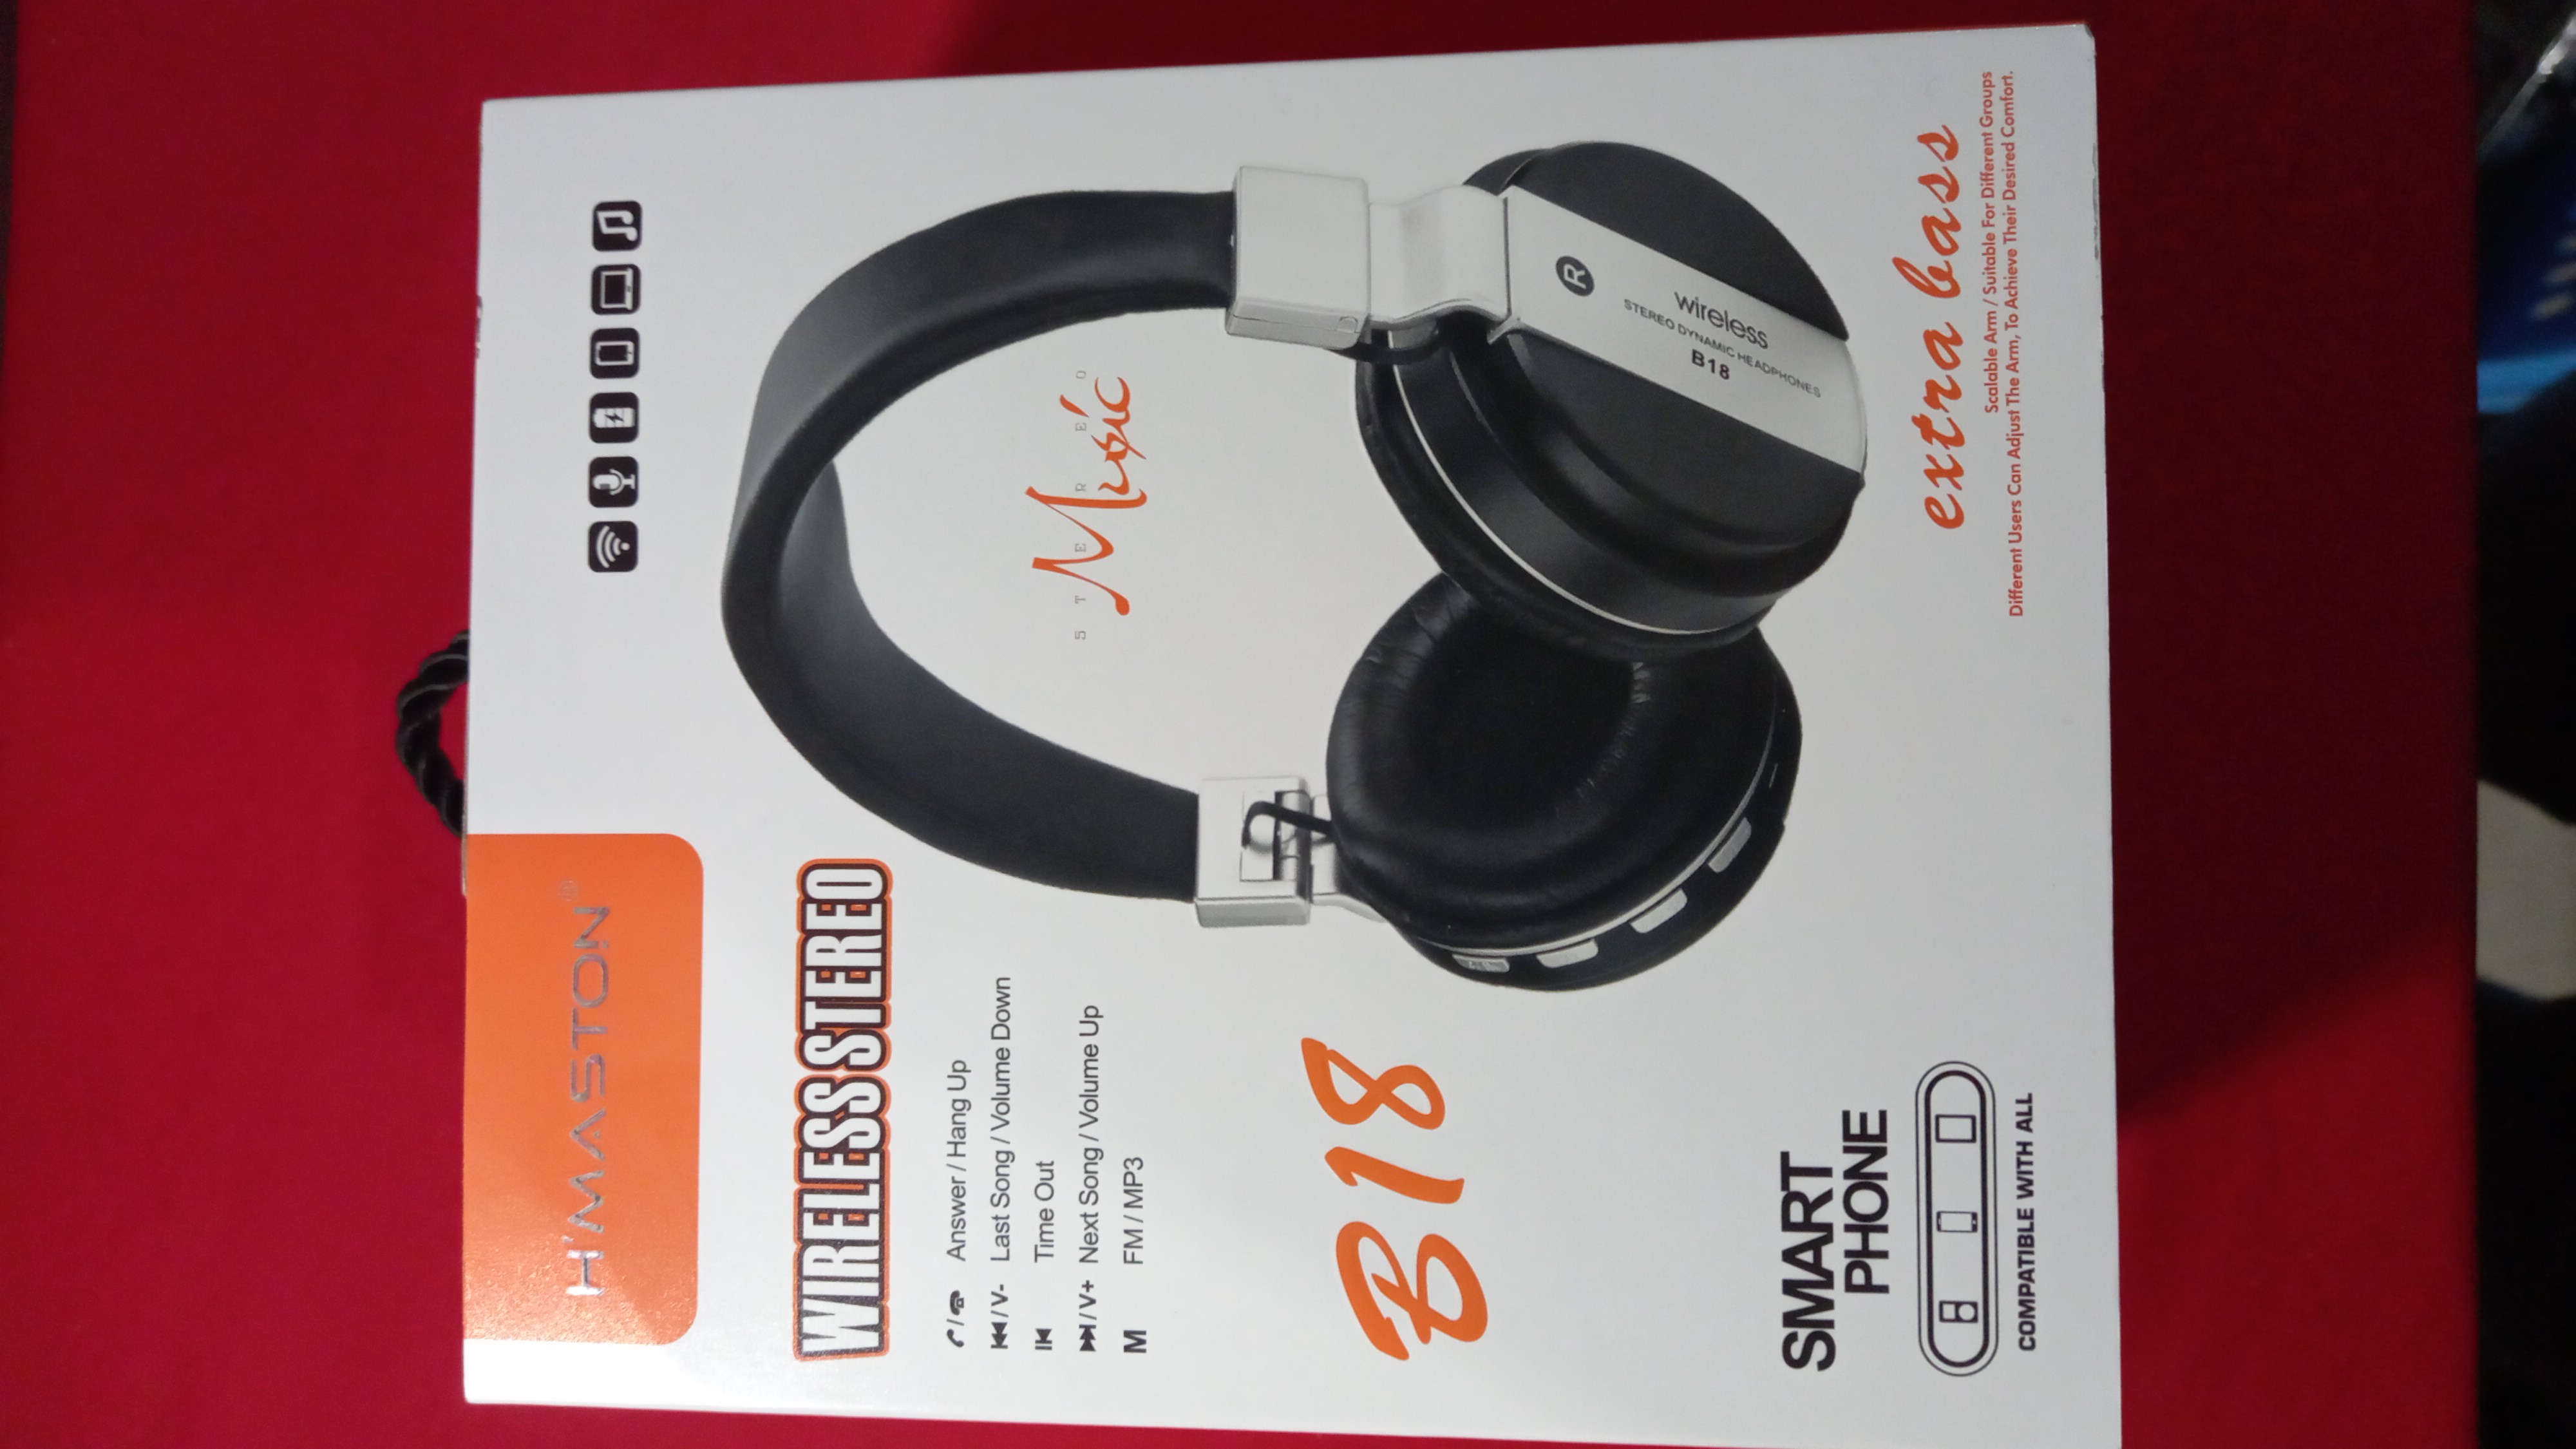 H'MASTON®
WIRELESS STEREO
Answer / Hang Up
/ V- Last Song / Volume Down
Time Out
/ V+ Next Song / Volume Up
M FM / MP3
STEREO
Music
B18
R
Wireless
STEREO DYNAMIC HEADPHONES
B18
SMART
PHONE
COMPATIBLE WITH ALL
extra bass
Scalable Arm / Suitable For Different Groups
Different Users Can Adjust The Arm, To Achieve Their Desired Comfort.